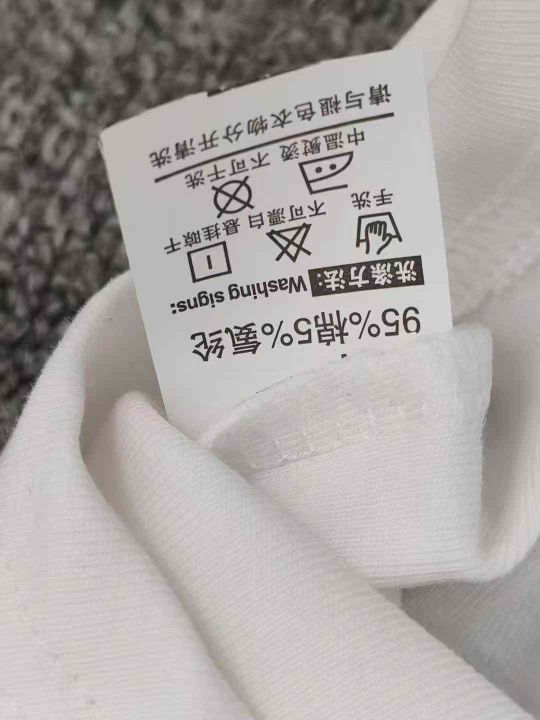 95%棉5%氨纶
洗涤方法: Washing signs:
手洗 不可漂白 悬挂晾干
中温熨烫 不可干洗
请与褪色衣物分开清洗